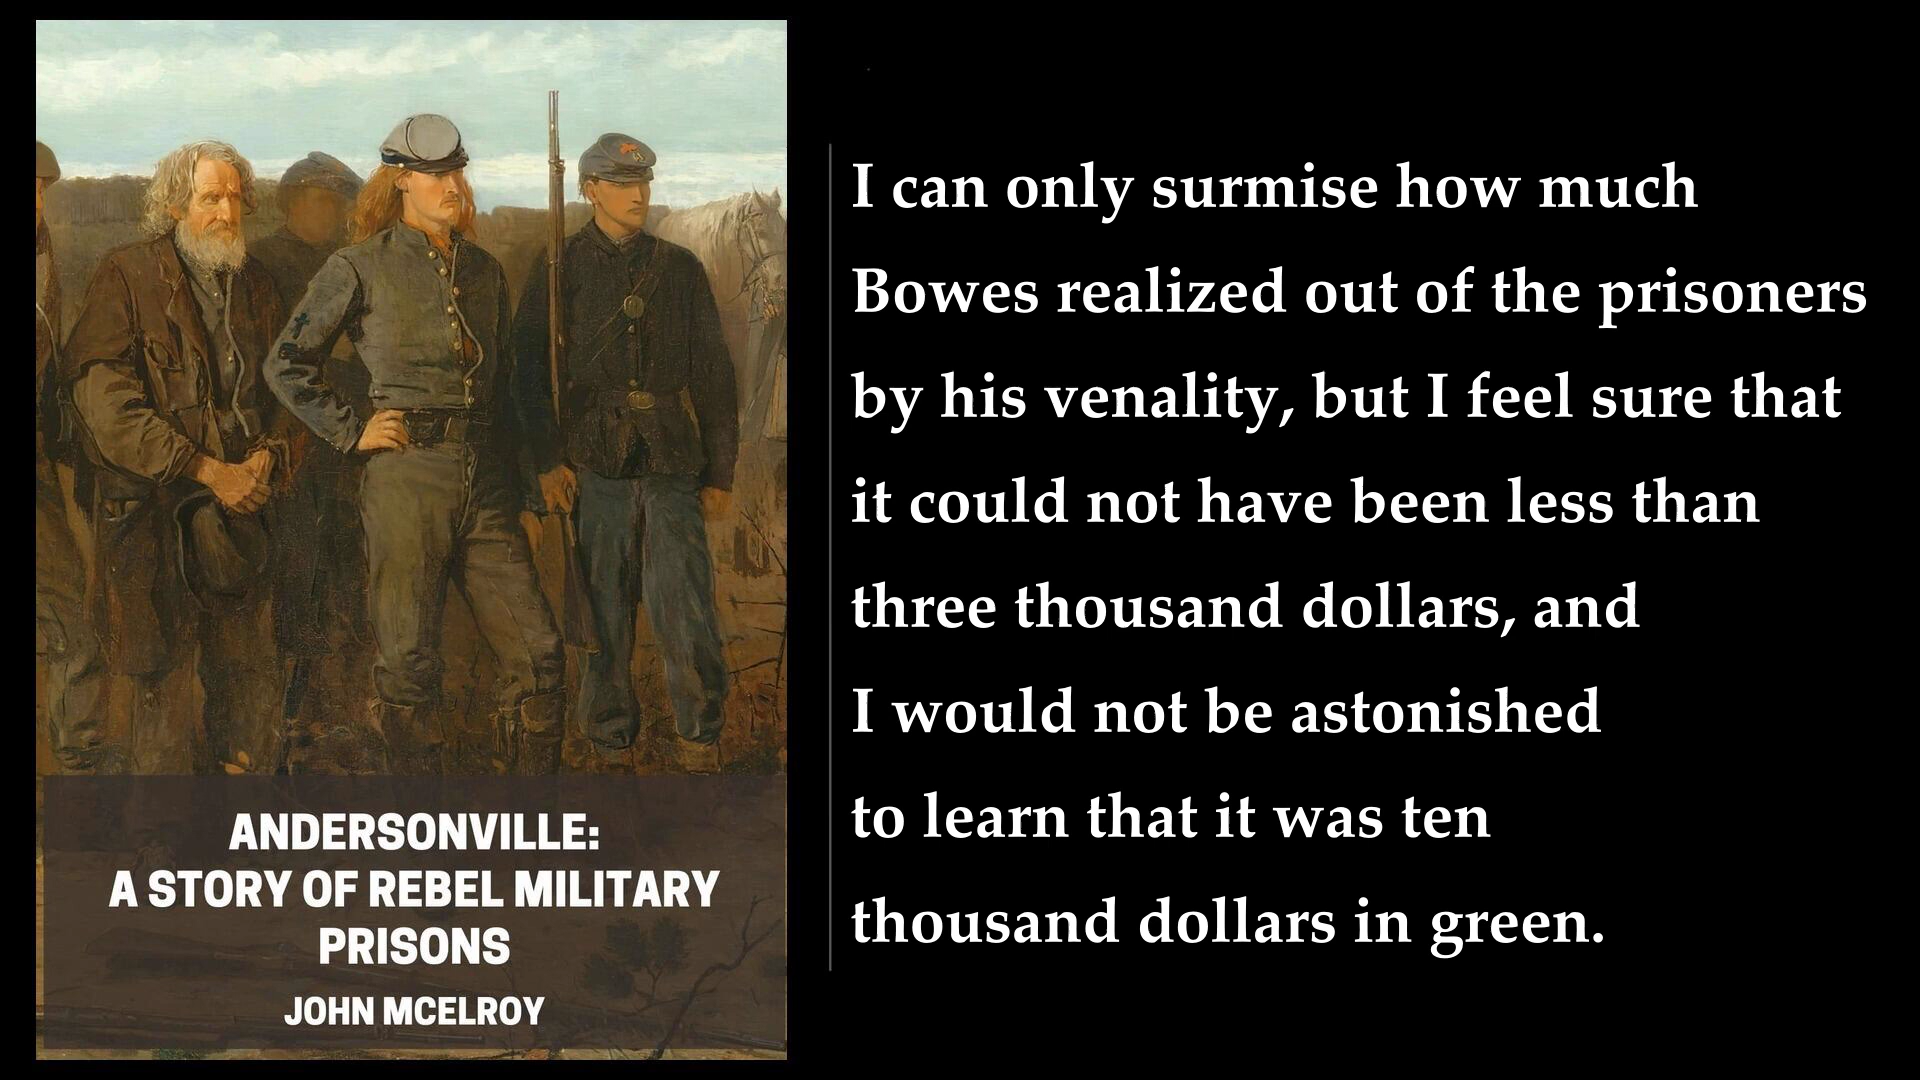 ANDERSONVILLE:
A STORY OF REBEL MILITARY
PRISONS
JOHN MCELROY
I can only surmise how much
Bowes realized out of the prisoners
by his venality, but I feel sure that
it could not have been less than
three thousand dollars, and
I would not be astonished
to learn that it was ten
thousand dollars in green.